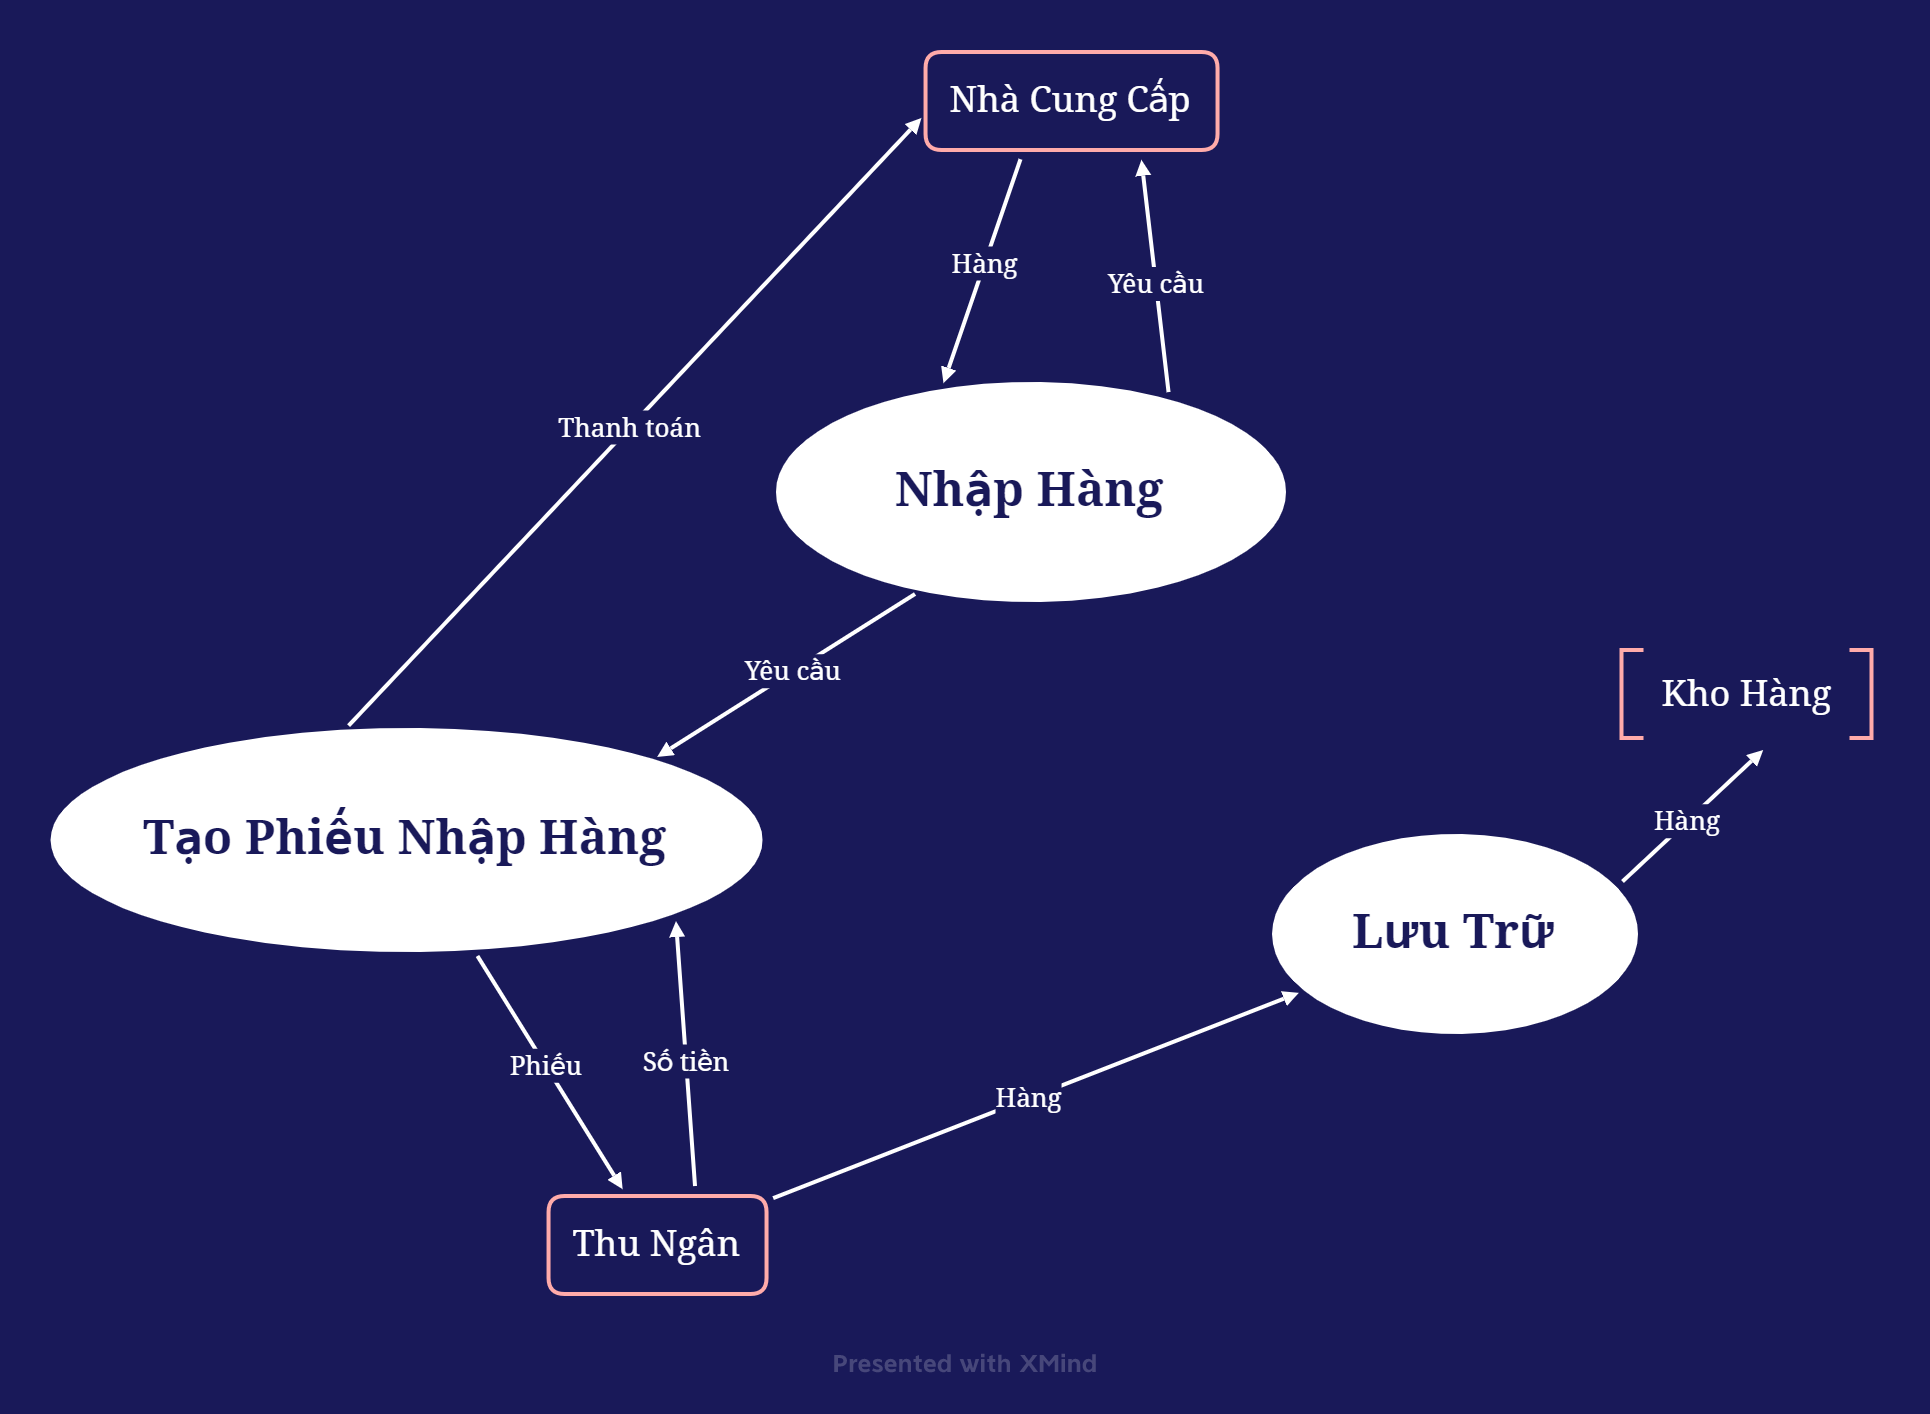 Nhà Cung Cấp
Hàng
Yêu cầu
Thanh toán
Nhập Hàng
Yêu cầu
Kho Hàng
Tạo Phiếu Nhập Hàng
Hàng
Lưu Trữ
Phiếu
Số tiền
Hàng
Thu Ngân
Presented with XMind